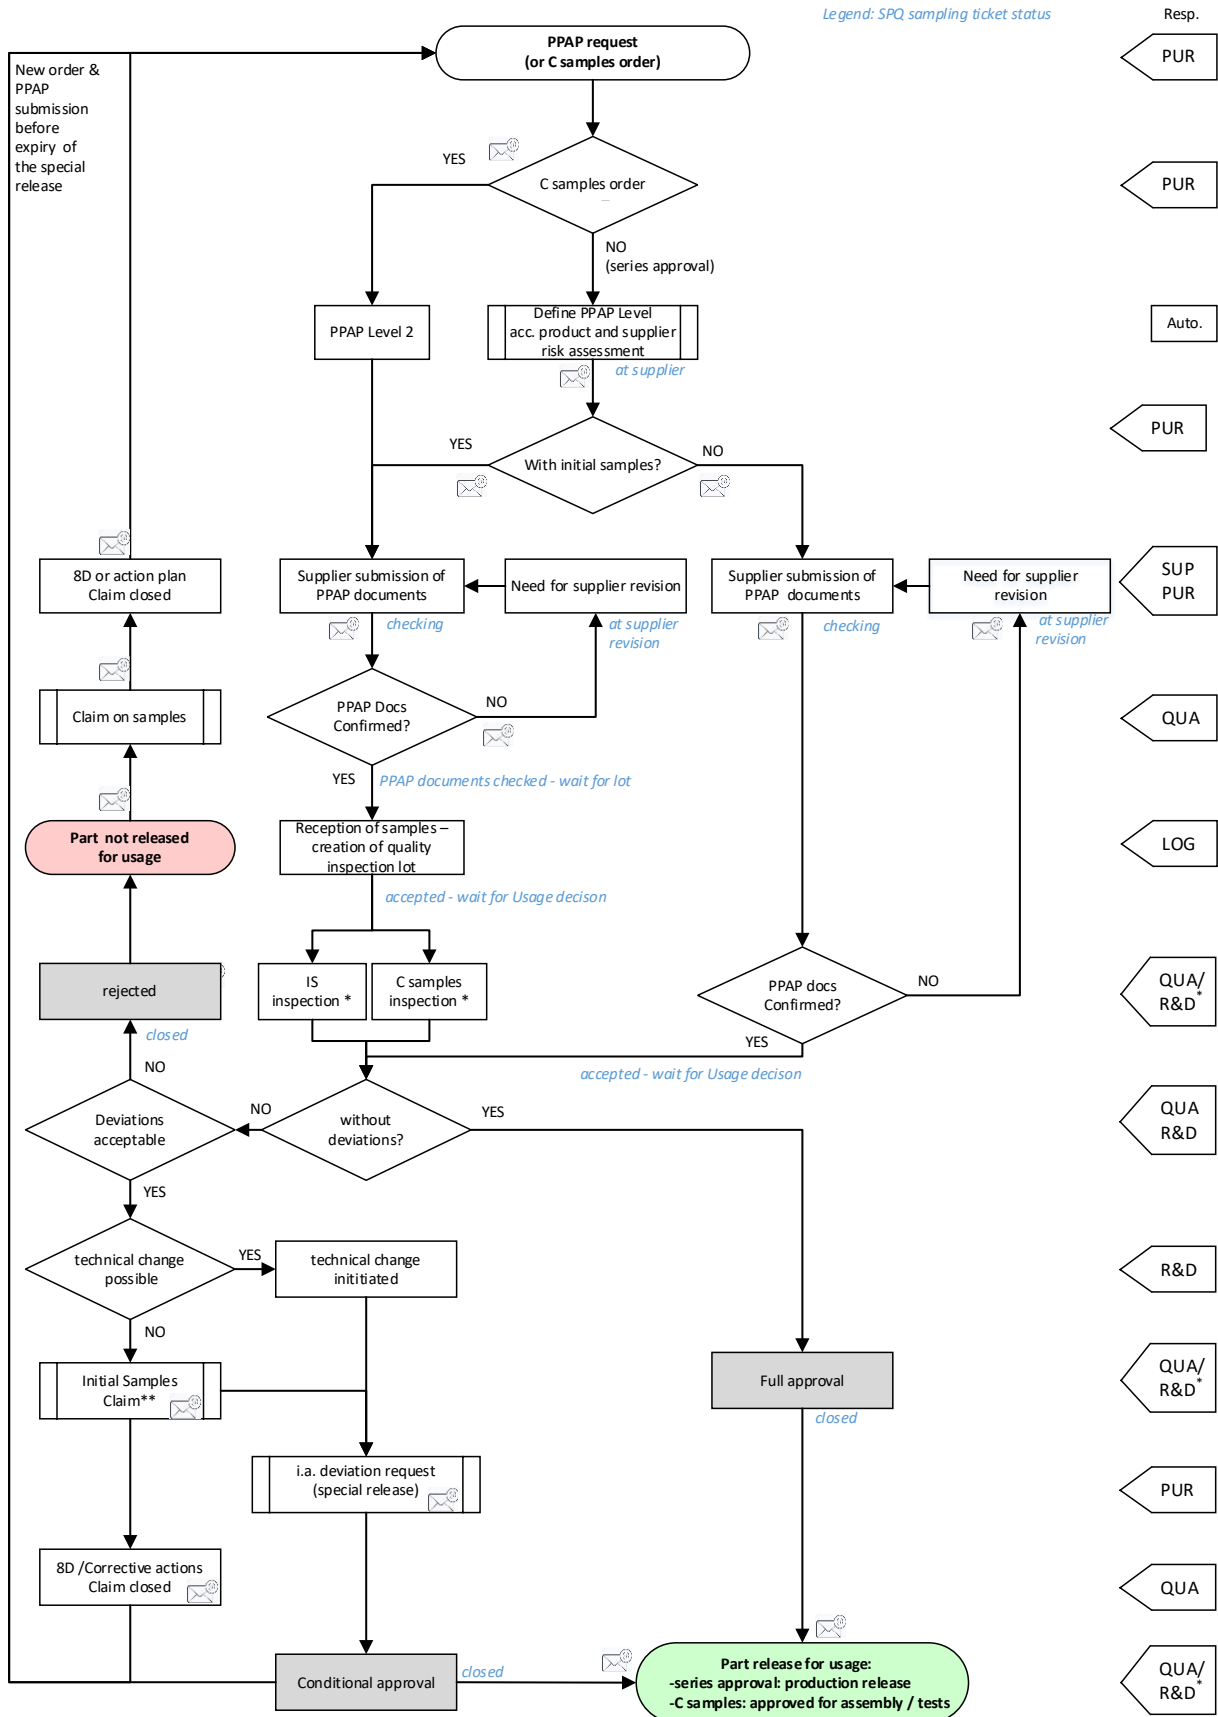 Legend: SPQ sampling ticket status
Resp.
PPAP request
(or C samples order)
PUR
New order &
PPAP
submission
before
expiry of
the special
release
YES
C samples order
PUR
NO
(series approval)
PPAP Level 2
Define PPAP Level
acc. product and supplier
risk assessment
Auto.
at supplier
YES
With initial samples?
NO
PUR
8D or action plan
Claim closed
Supplier submission of
PPAP documents
Need for supplier revision
Supplier submission of
PPAP documents
Need for supplier
revision
SUP
PUR
checking
at supplier
revision
checking
at supplier
revision
Claim on samples
PPAP Docs
Confirmed?
NO
QUA
YES
PPAP documents checked - wait for lot
Part not released
for usage
Reception of samples –
creation of quality
inspection lot
LOG
accepted - wait for Usage decison
rejected
IS
inspection *
C samples
inspection *
PPAP docs
Confirmed?
NO
QUA/
R&D*
closed
YES
accepted - wait for Usage decison
NO
Deviations
acceptable
NO
without
deviations?
YES
QUA
R&D
YES
technical change
possible
YES
technical change
inititiated
R&D
NO
Initial Samples
Claim**
Full approval
QUA/
R&D*
closed
i.a. deviation request
(special release)
PUR
8D /Corrective actions
Claim closed
QUA
Conditional approval
closed
Part release for usage:
-series approval: production release
-C samples: approved for assembly / tests
QUA/
R&D*